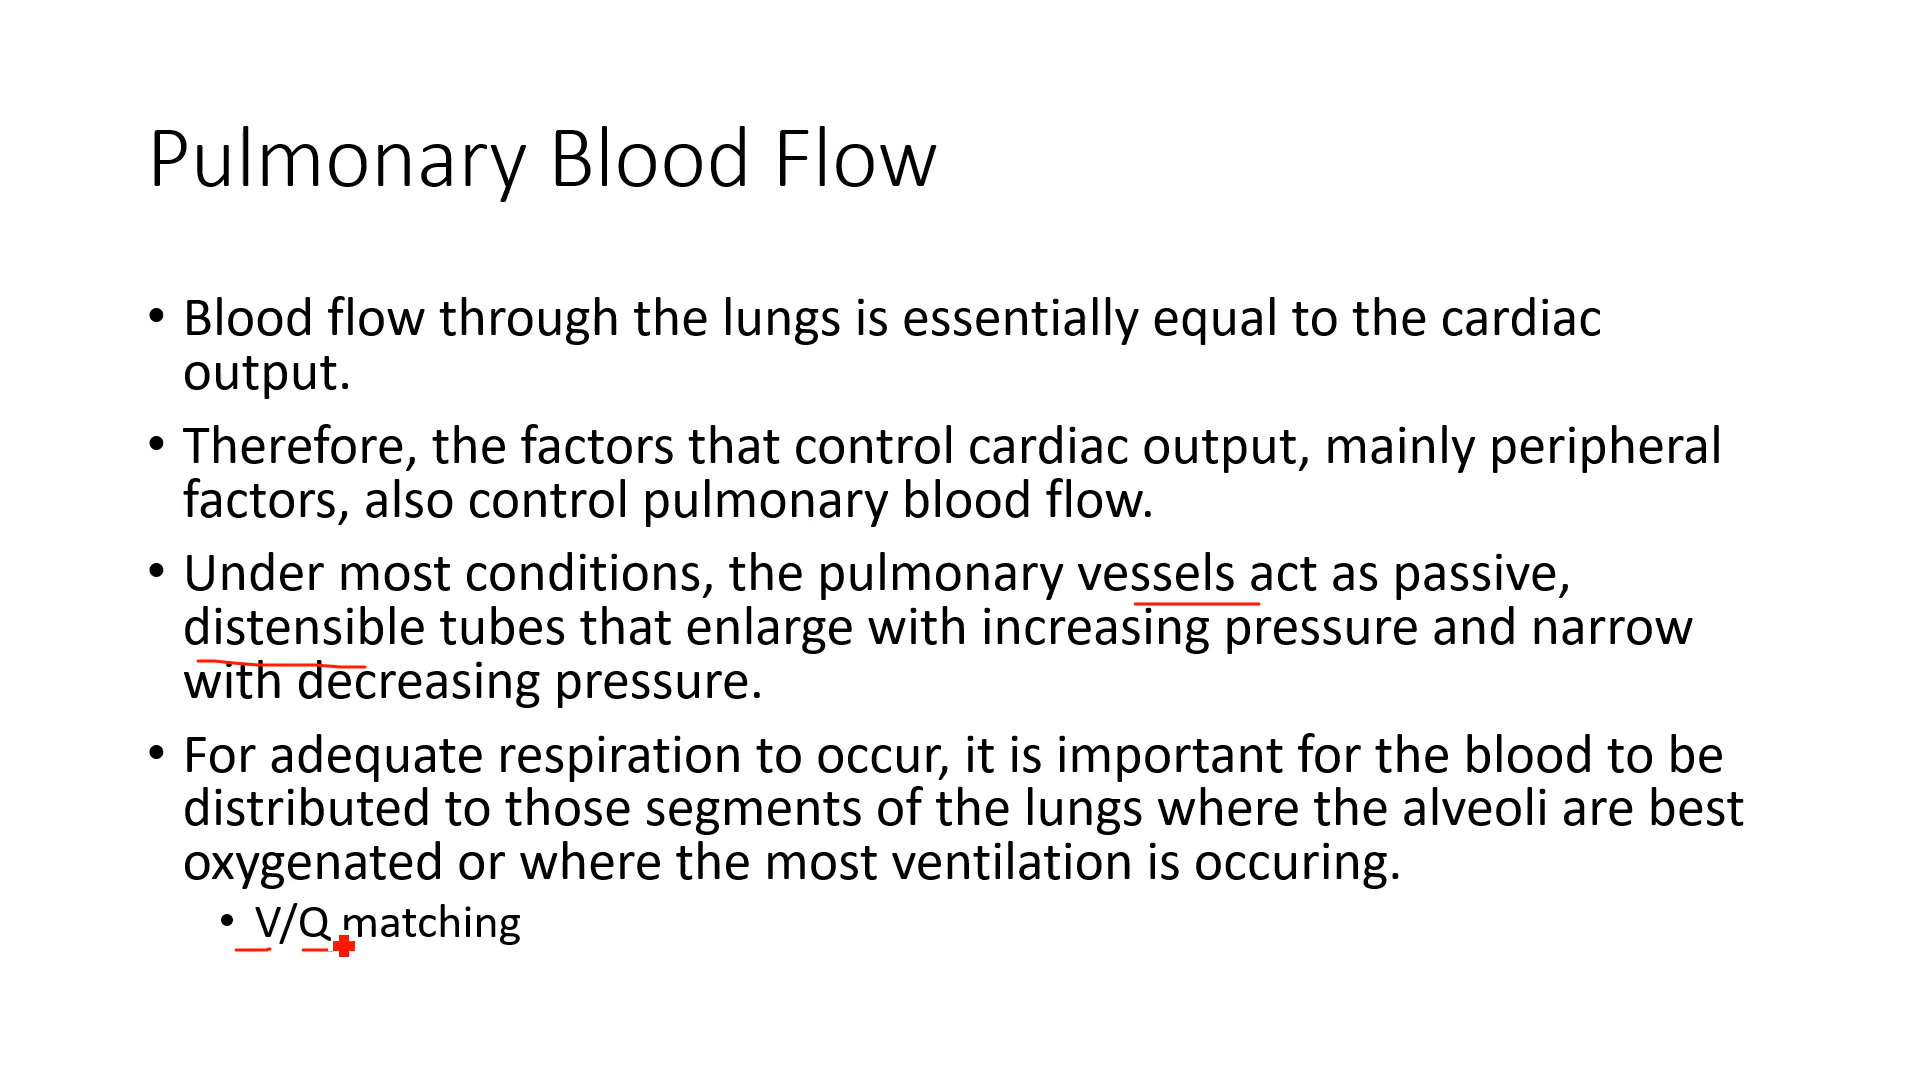 Pulmonary Blood Flow
• Blood flow through the lungs is essentially equal to the cardiac
output.
• Therefore, the factors that control cardiac output, mainly peripheral
factors, also control pulmonary blood flow.
• Under most conditions, the pulmonary vessels act as passive,
distensible tubes that enlarge with increasing pressure and narrow
with decreasing pressure.
• For adequate respiration to occur, it is important for the blood to be
distributed to those segments of the lungs where the alveoli are best
oxygenated or where the most ventilation is occuring.
• V/Q matching